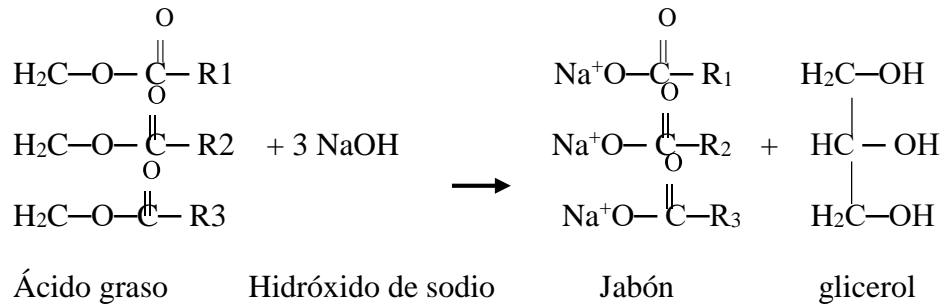 O O
H₂C—O—C—R1 Na⁺O—C—R₁ H₂C—OH
O O
H₂C—O—C—R2 + 3 NaOH Na⁺O—C—R₂ + HC—OH
O O
H₂C—O—C—R3 Na⁺O—C—R₃ H₂C—OH
Ácido graso Hidróxido de sodio Jabón glicerol